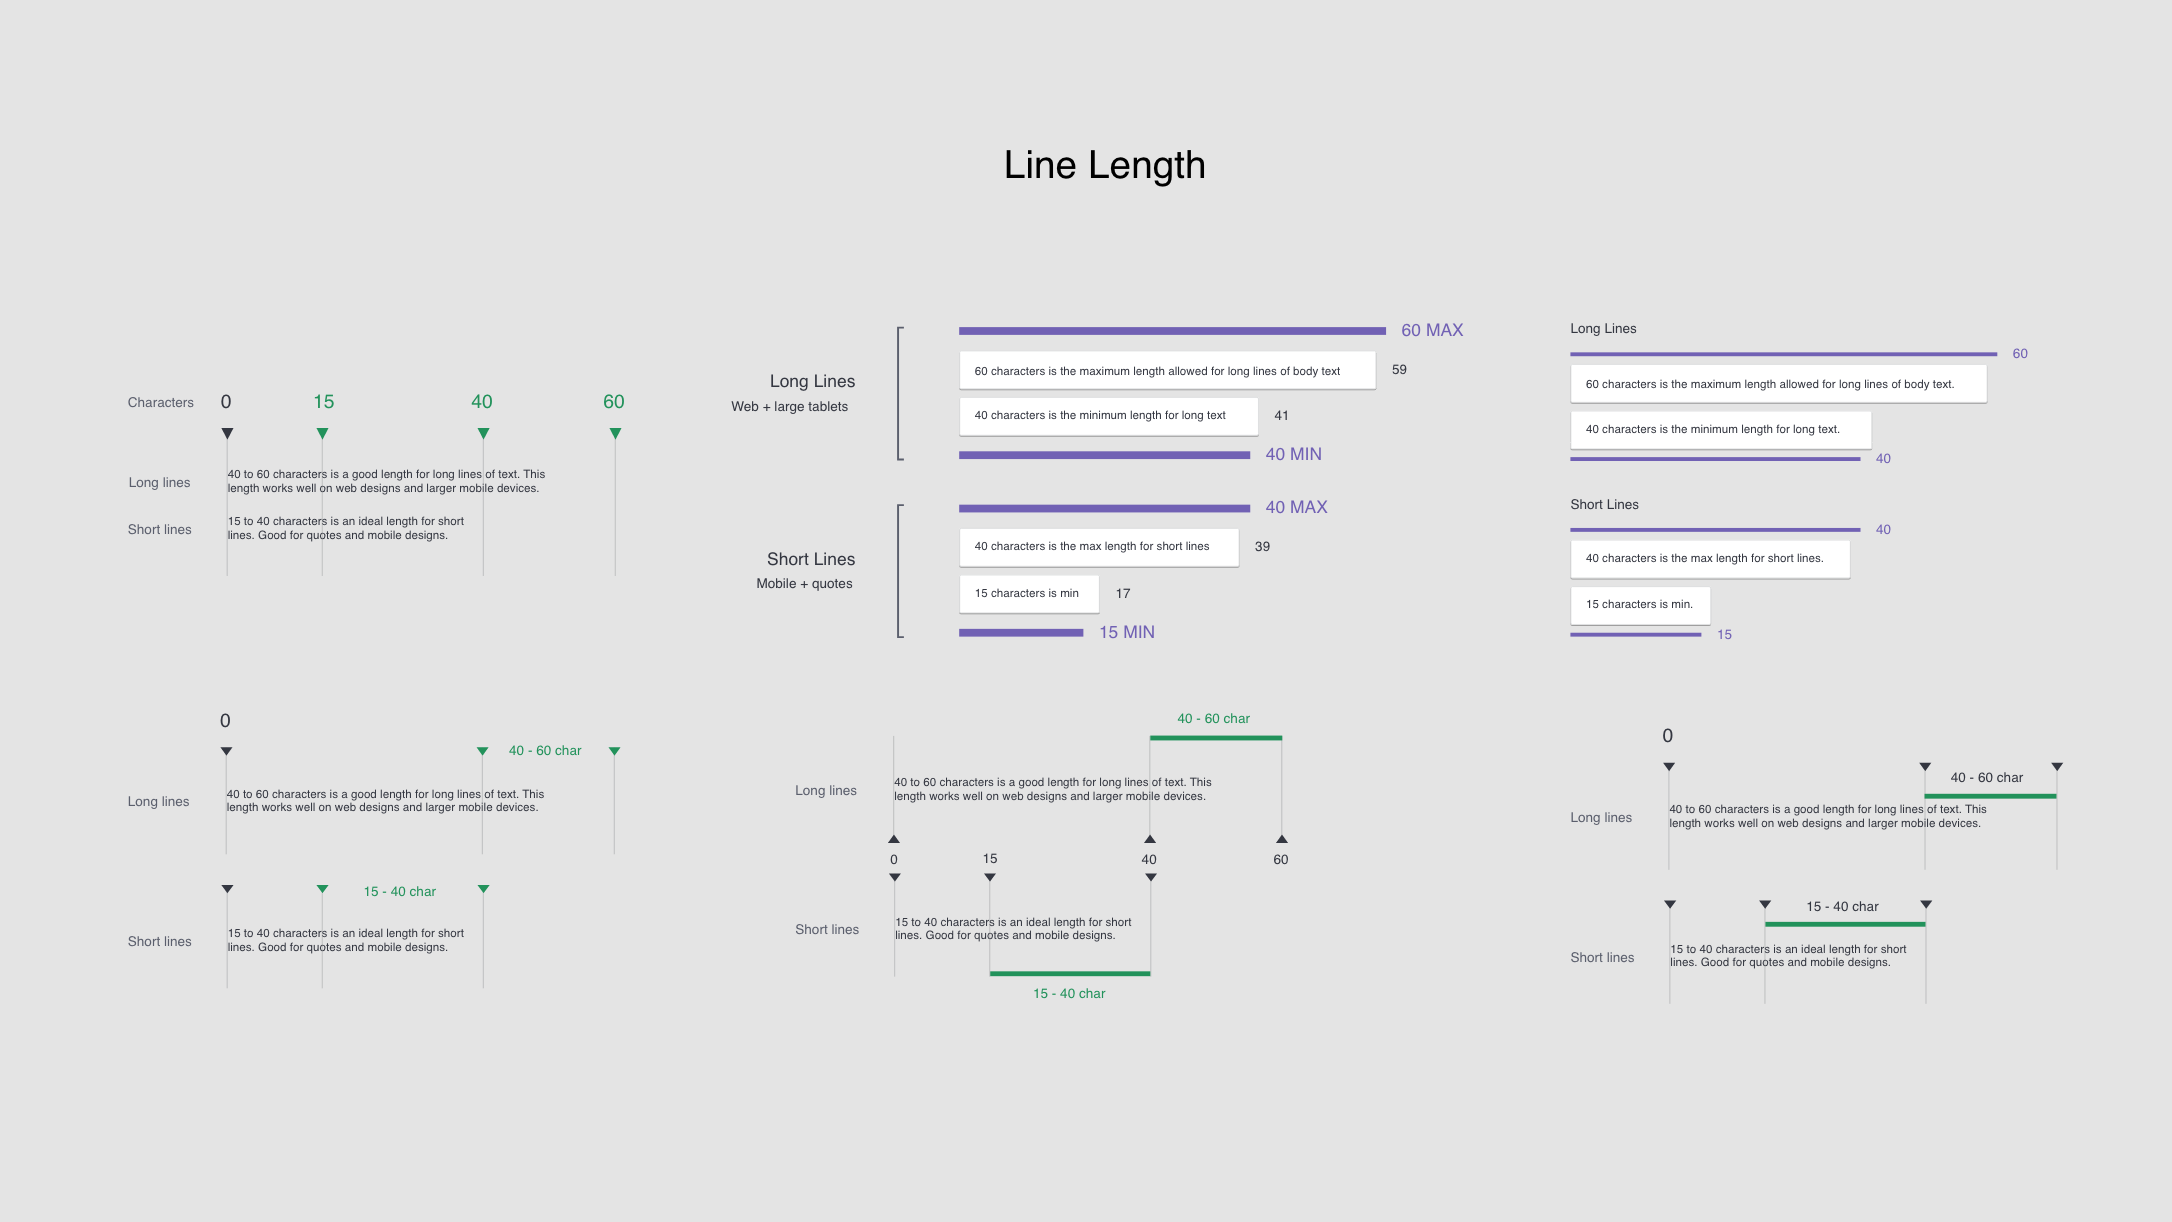 Line Length
Characters 0 15 40 60
Long lines
40 to 60 characters is a good length for long lines of text. This
length works well on web designs and larger mobile devices.
Short lines
15 to 40 characters is an ideal length for short
lines. Good for quotes and mobile designs.
Long Lines
Web + large tablets
60 MAX
60 characters is the maximum length allowed for long lines of body text
59
40 characters is the minimum length for long text
41
40 MIN
Short Lines
Mobile + quotes
40 MAX
40 characters is the max length for short lines
39
15 characters is min
17
15 MIN
Long Lines
60
60 characters is the maximum length allowed for long lines of body text.
40 characters is the minimum length for long text.
40
Short Lines
40
40 characters is the max length for short lines.
15 characters is min.
15
0
40 - 60 char
Long lines
40 to 60 characters is a good length for long lines of text. This
length works well on web designs and larger mobile devices.
15 - 40 char
Short lines
15 to 40 characters is an ideal length for short
lines. Good for quotes and mobile designs.
40 - 60 char
Long lines
40 to 60 characters is a good length for long lines of text. This
length works well on web designs and larger mobile devices.
0 15 40 60
Short lines
15 to 40 characters is an ideal length for short
lines. Good for quotes and mobile designs.
15 - 40 char
0
40 - 60 char
Long lines
40 to 60 characters is a good length for long lines of text. This
length works well on web designs and larger mobile devices.
15 - 40 char
Short lines
15 to 40 characters is an ideal length for short
lines. Good for quotes and mobile designs.